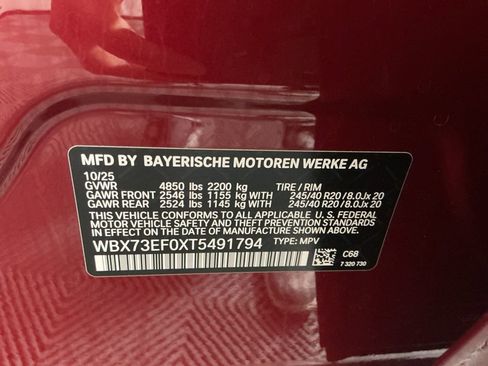 MFD BY BAYERISCHE MOTOREN WERKE AG
10/25
GVWR 4850 lbs 2200 kg TIRE / RIM
GAWR FRONT 2546 lbs 1155 kg WITH 245/40 R20 / 8.0Jx 20
GAWR REAR 2524 lbs 1145 kg WITH 245/40 R20 / 8.0Jx 20
THIS VEHICLE CONFORMS TO ALL APPLICABLE U.S. FEDERAL
MOTOR VEHICLE SAFETY, BUMPER, AND THEFT PREVENTION STANDARDS
IN EFFECT ON THE DATE OF MANUFACTURE SHOWN ABOVE.
WBX73EF0XT5491794 TYPE: MPV
C68
7 320 730